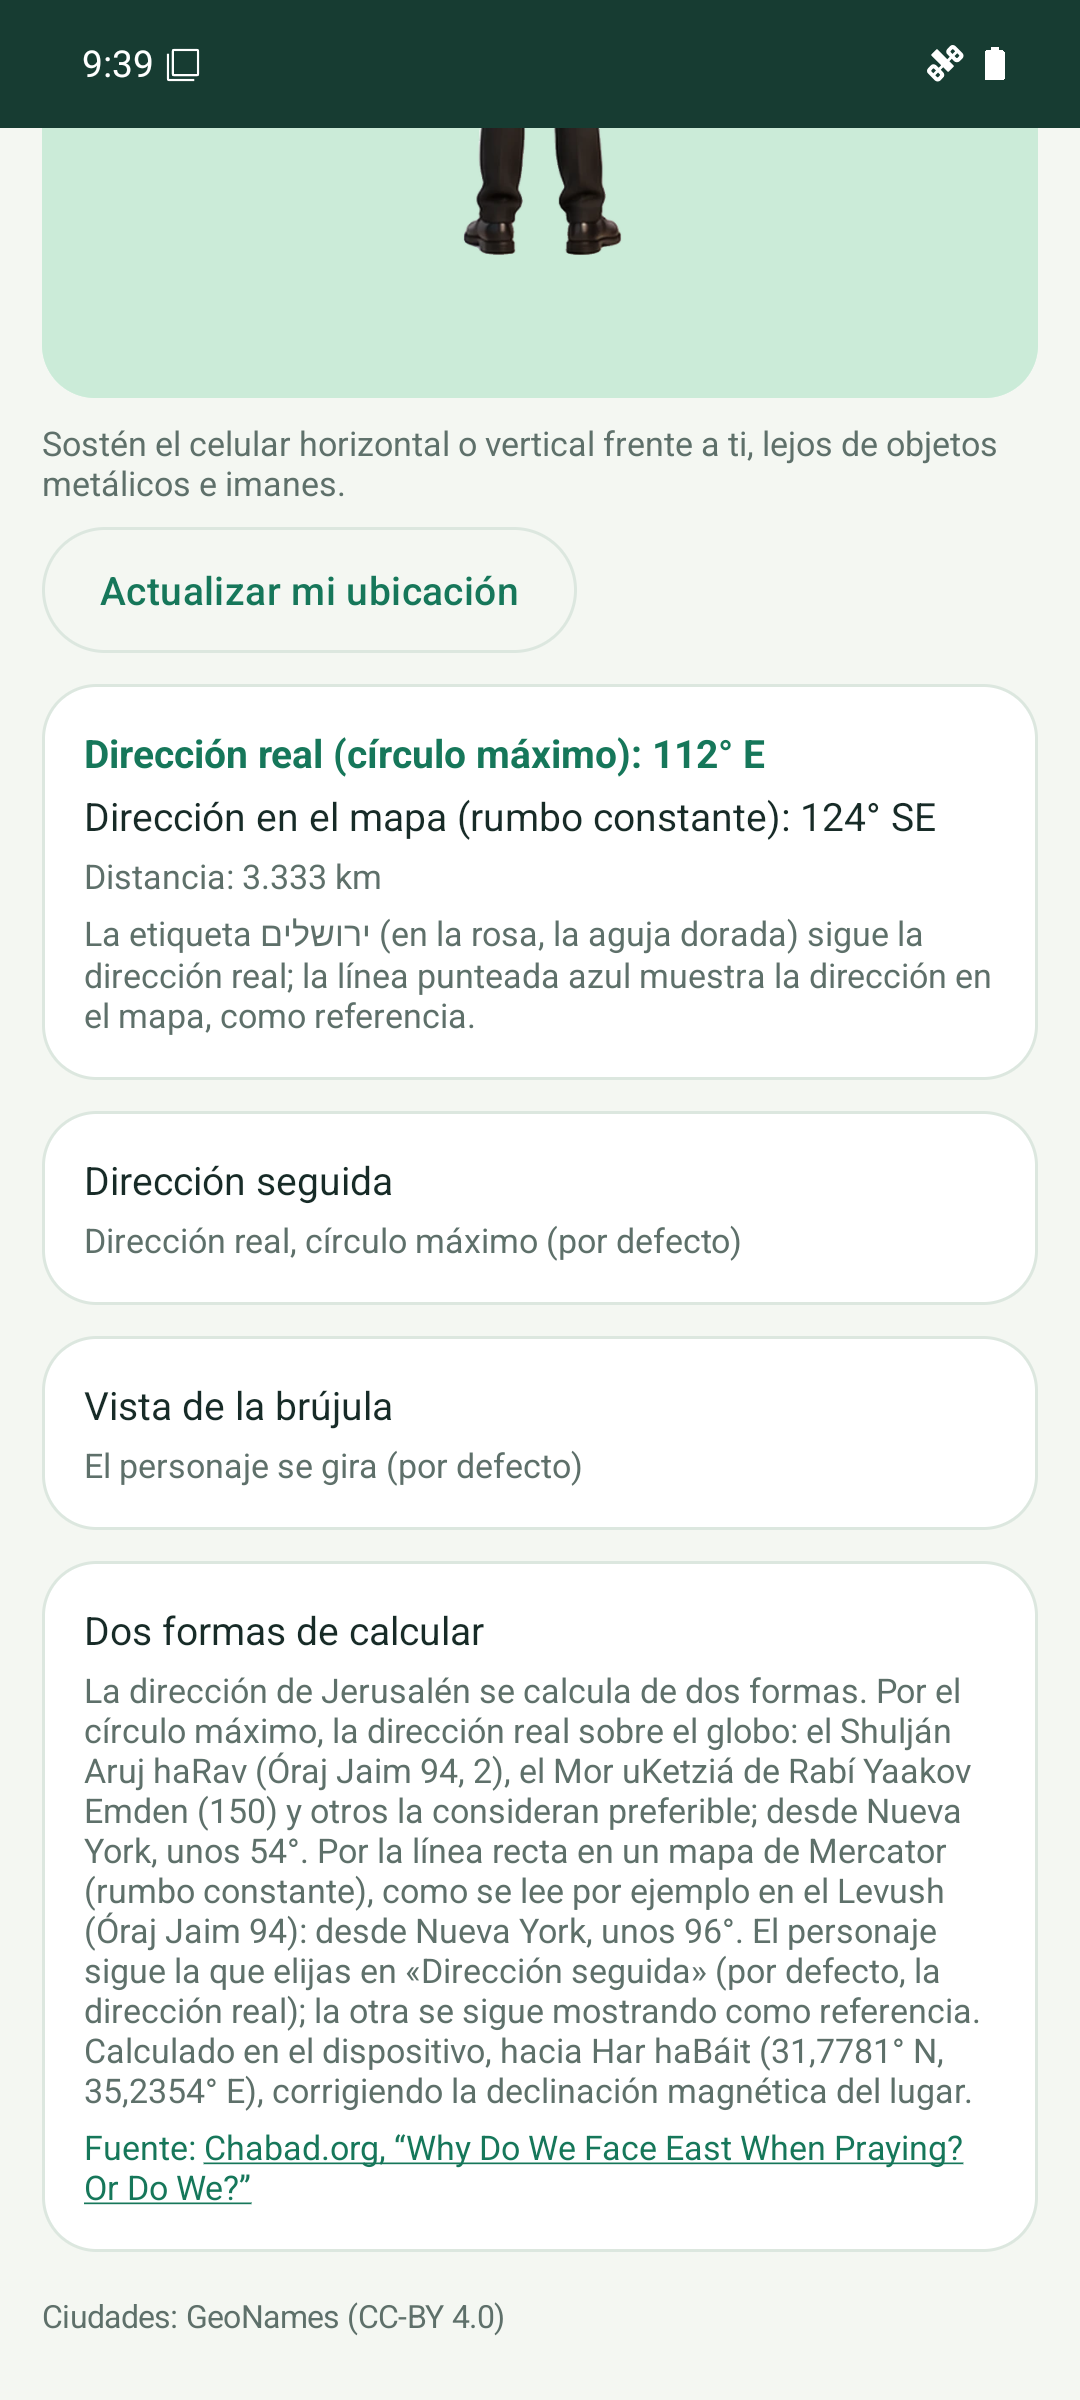 9:39
Sostén el celular horizontal o vertical frente a ti, lejos de objetos
metálicos e imanes.
Actualizar mi ubicación
Dirección real (círculo máximo): 112° E
Dirección en el mapa (rumbo constante): 124° SE
Distancia: 3.333 km
La etiqueta ירושלים (en la rosa, la aguja dorada) sigue la
dirección real; la línea punteada azul muestra la dirección en
el mapa, como referencia.
Dirección seguida
Dirección real, círculo máximo (por defecto)
Vista de la brújula
El personaje se gira (por defecto)
Dos formas de calcular
La dirección de Jerusalén se calcula de dos formas. Por el
círculo máximo, la dirección real sobre el globo: el Shulján
Aruj haRav (Óraj Jaim 94, 2), el Mor uKetziá de Rabí Yaakov
Emden (150) y otros la consideran preferible; desde Nueva
York, unos 54°. Por la línea recta en un mapa de Mercator
(rumbo constante), como se lee por ejemplo en el Levush
(Óraj Jaim 94): desde Nueva York, unos 96°. El personaje
sigue la que elijas en «Dirección seguida» (por defecto, la
dirección real); la otra se sigue mostrando como referencia.
Calculado en el dispositivo, hacia Har haBáit (31,7781° N,
35,2354° E), corrigiendo la declinación magnética del lugar.
Fuente: Chabad.org, “Why Do We Face East When Praying?
Or Do We?”
Ciudades: GeoNames (CC-BY 4.0)